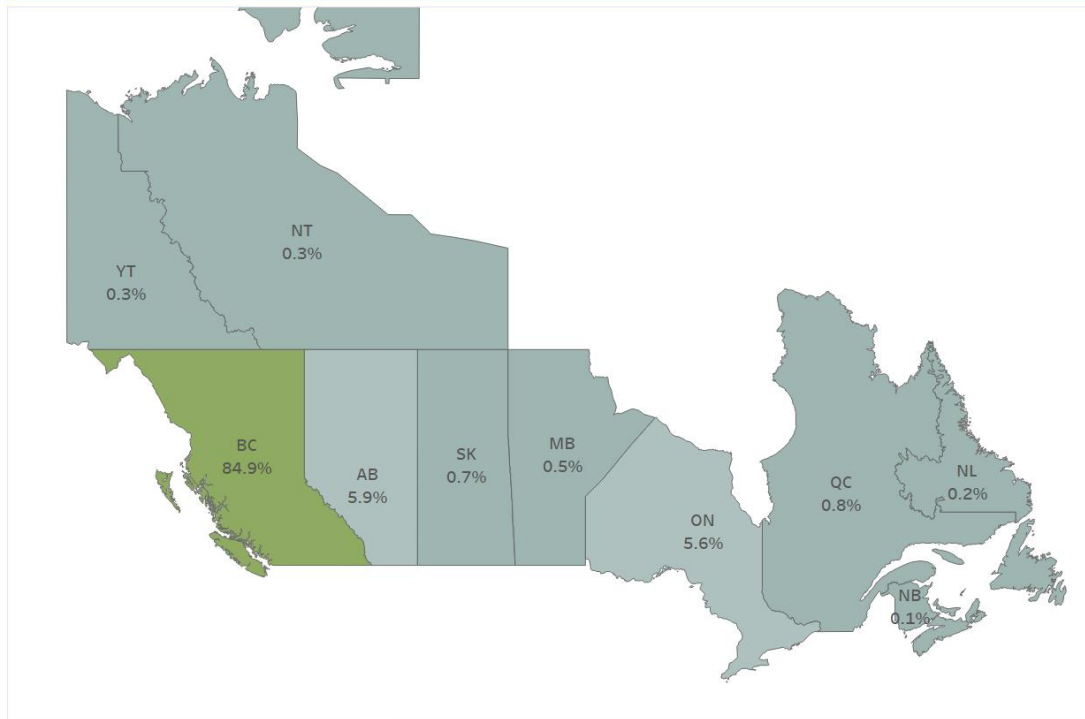 NT
0.3%
YT
0.3%
BC
84.9%
AB
5.9%
SK
0.7%
MB
0.5%
ON
5.6%
QC
0.8%
NL
0.2%
NB
0.1%